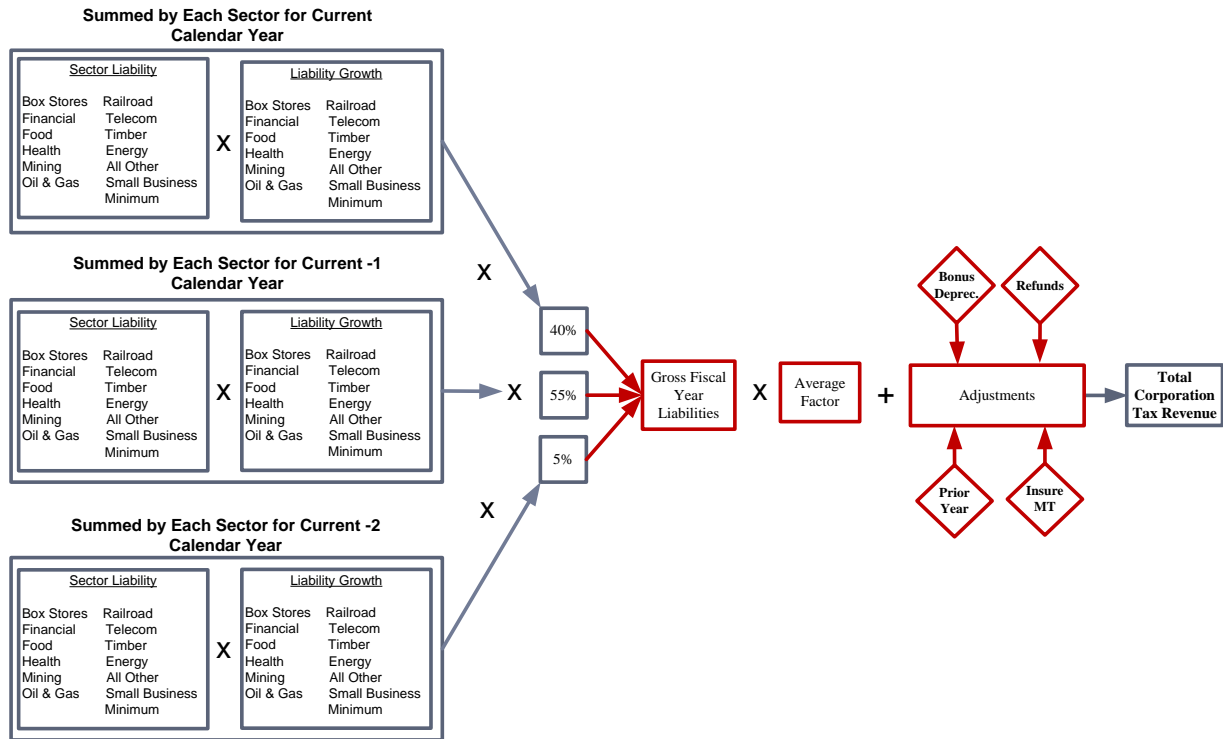 Summed by Each Sector for Current
Calendar Year
Sector Liability
Box Stores Railroad
Financial Telecom
Food Timber
Health Energy
Mining All Other
Oil & Gas Small Business
Minimum
X
Liability Growth
Box Stores Railroad
Financial Telecom
Food Timber
Health Energy
Mining All Other
Oil & Gas Small Business
Minimum
X
Summed by Each Sector for Current -1
Calendar Year
Sector Liability
Box Stores Railroad
Financial Telecom
Food Timber
Health Energy
Mining All Other
Oil & Gas Small Business
Minimum
X
Liability Growth
Box Stores Railroad
Financial Telecom
Food Timber
Health Energy
Mining All Other
Oil & Gas Small Business
Minimum
X
Summed by Each Sector for Current -2
Calendar Year
Sector Liability
Box Stores Railroad
Financial Telecom
Food Timber
Health Energy
Mining All Other
Oil & Gas Small Business
Minimum
X
Liability Growth
Box Stores Railroad
Financial Telecom
Food Timber
Health Energy
Mining All Other
Oil & Gas Small Business
Minimum
X
40%
55%
5%
Gross Fiscal
Year
Liabilities
X
Average
Factor
+
Bonus
Deprec.
Refunds
Adjustments
Prior
Year
Insure
MT
Total
Corporation
Tax Revenue